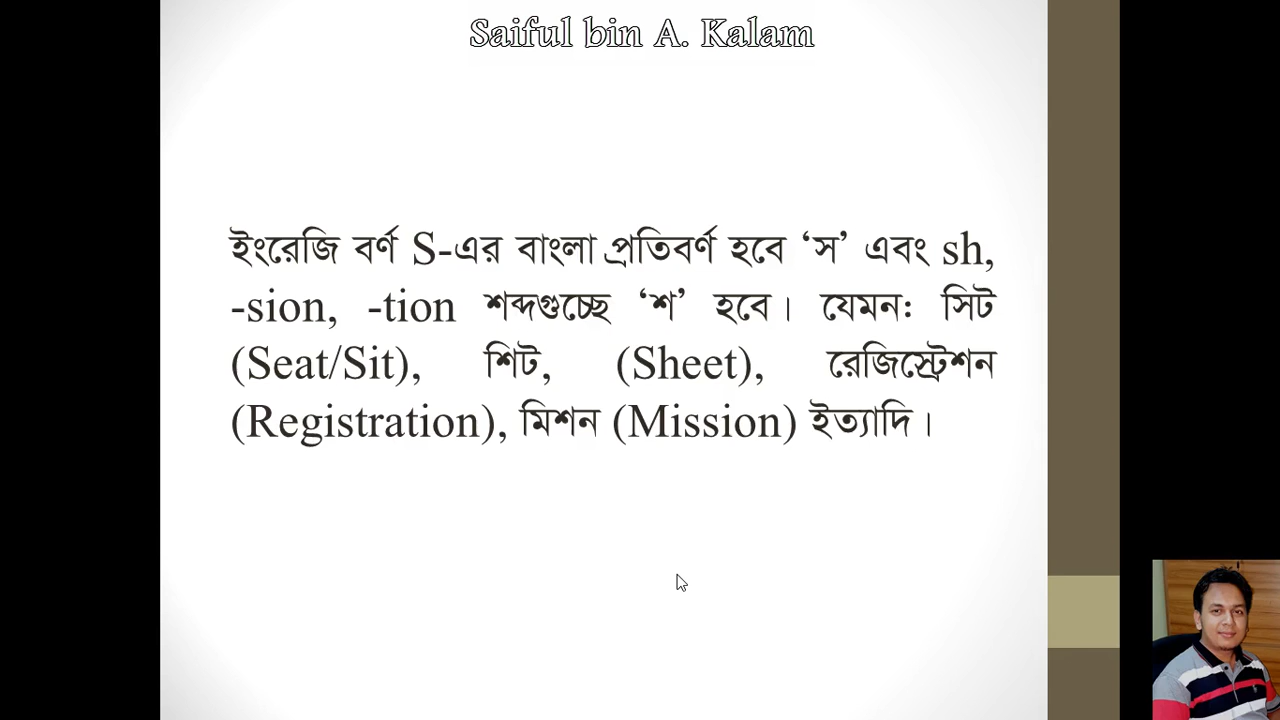 Saiful bin A. Kalam
ইংরেজি বর্ণ S-এর বাংলা প্রতিবর্ণ হবে ‘স’ এবং sh,
-sion, -tion শব্দগুচ্ছে ‘শ’ হবে। যেমন: সিট
(Seat/Sit), শিট, (Sheet), রেজিস্ট্রেশন
(Registration), মিশন (Mission) ইত্যাদি।